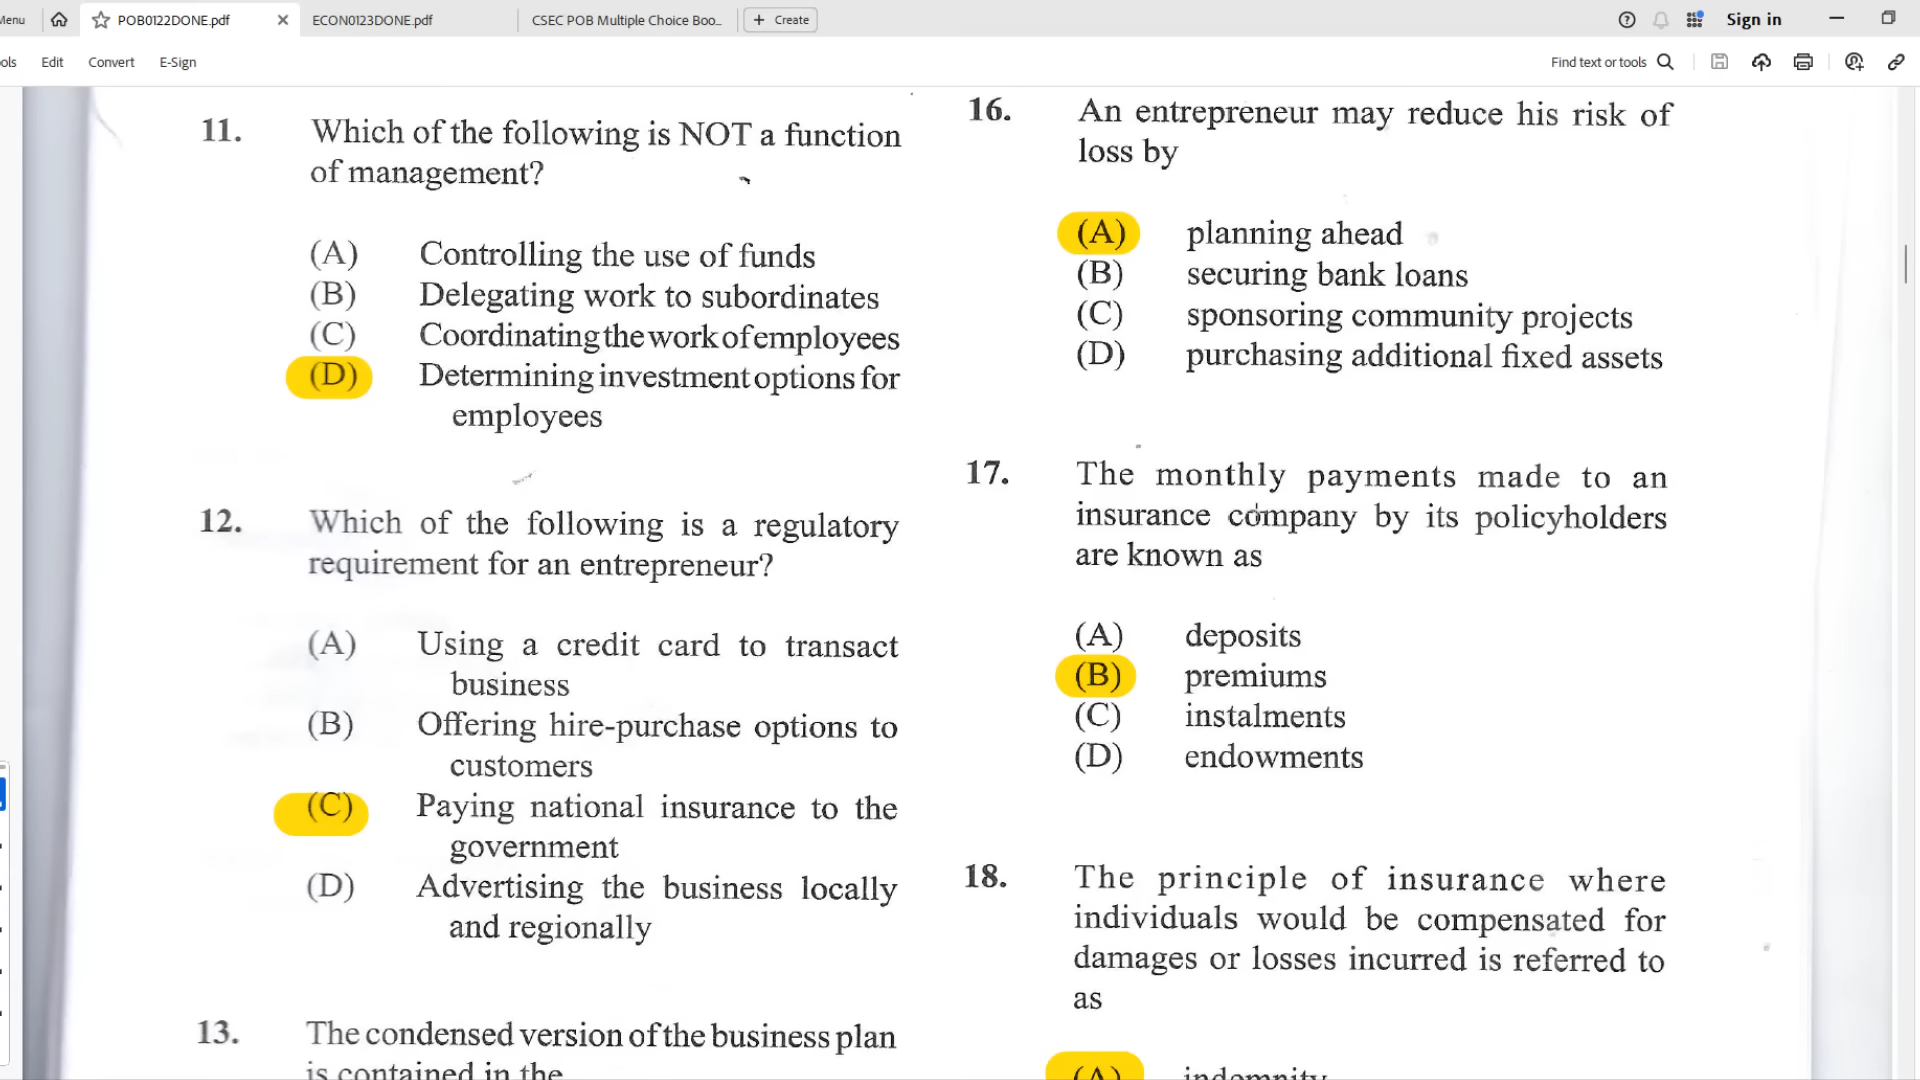 Menu
POB0122DONE.pdf
ECON0123DONE.pdf
CSEC POB Multiple Choice Boo...
+ Create
Sign in
Edit
Convert
E-Sign
Find text or tools
11. Which of the following is NOT a function
of management?
(A) Controlling the use of funds
(B) Delegating work to subordinates
(C) Coordinating the work of employees
(D) Determining investment options for
employees
12. Which of the following is a regulatory
requirement for an entrepreneur?
(A) Using a credit card to transact
business
(B) Offering hire-purchase options to
customers
(C) Paying national insurance to the
government
(D) Advertising the business locally
and regionally
13. The condensed version of the business plan
is contained in the
16. An entrepreneur may reduce his risk of
loss by
(A) planning ahead
(B) securing bank loans
(C) sponsoring community projects
(D) purchasing additional fixed assets
17. The monthly payments made to an
insurance company by its policyholders
are known as
(A) deposits
(B) premiums
(C) instalments
(D) endowments
18. The principle of insurance where
individuals would be compensated for
damages or losses incurred is referred to
as
(A) indemnity